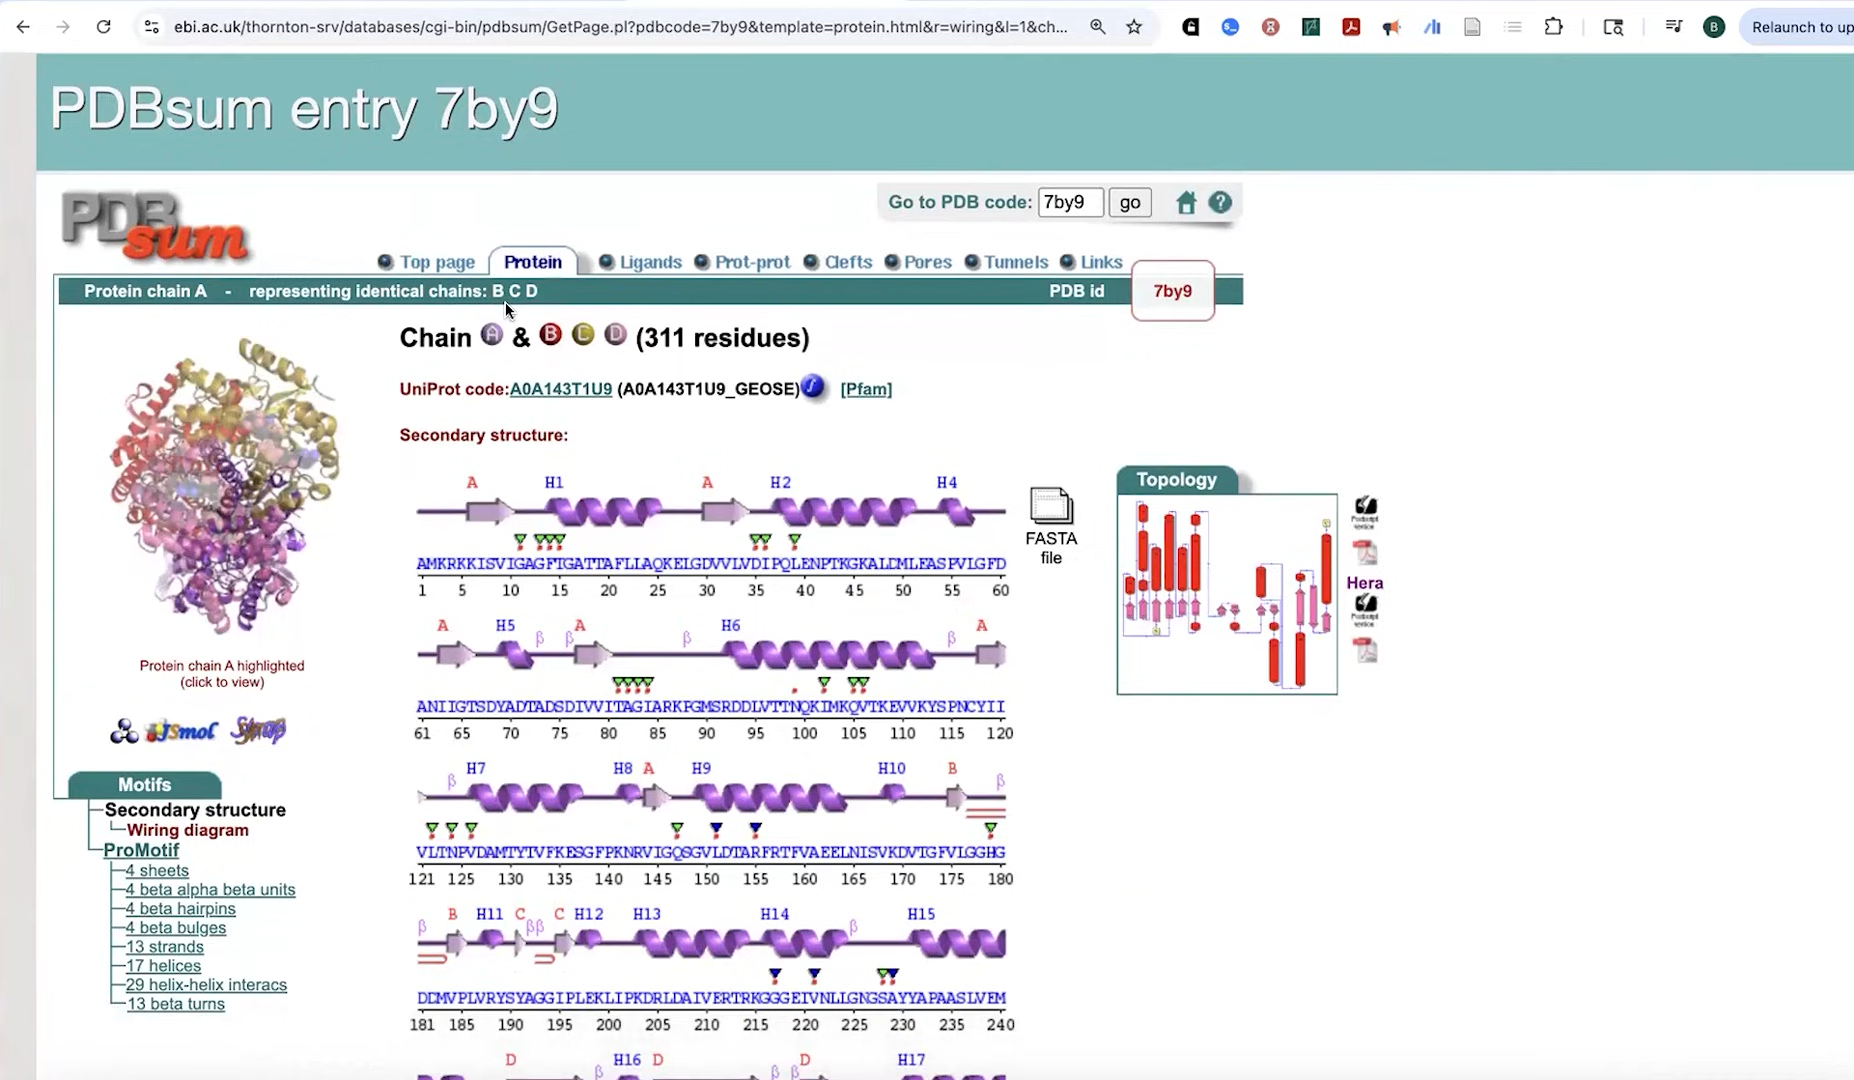 ebi.ac.uk/thornton-srv/databases/cgi-bin/pdbsum/GetPage.pl?pdbcode=7by9&template=protein.html&r=wiring&l=1&ch...
B
Relaunch to up
PDBsum entry 7by9
PDBsum
Go to PDB code: 7by9 go ?
Top page Protein Ligands Prot-prot Clefts Pores Tunnels Links
Protein chain A - representing identical chains: B C D PDB id 7by9
Chain A & B C D (311 residues)
UniProt code:A0A143T1U9 (A0A143T1U9_GEOSE) [Pfam]
Secondary structure:
A H1 A H2 H4
AMKRKKISVIGAGFTGATTAFLLAQKELGDVVLVDIPQLENPTKGKALDMLEASPVLGFD
1 5 10 15 20 25 30 35 40 45 50 55 60
A H5 β β A β H6 β A
ANIIGTSDYADTADSDIVVITAGIARKPGMSRDDLVTTNQKIMKQVTKEVVKYSPNCYII
61 65 70 75 80 85 90 95 100 105 110 115 120
β H7 H8 A H9 H10 B β
VLTNPVDAMTYTVFKESGFPKNRVIGQSGVLDTARFRTFVAEELNISVKDVTGFVLGGHG
121 125 130 135 140 145 150 155 160 165 170 175 180
β B H11 C ββ C H12 H13 H14 β H15
DDMVPLVRYSYAGGIPLEKLIPKDRLDAIVERTRKGGGEIVNLLGNGSAYYAPAASLVEM
181 185 190 195 200 205 210 215 220 225 230 235 240
D β H16 D β β D H17
FASTA
file
Topology
Hera
Protein chain A highlighted
(click to view)
JSmol
Motifs
Secondary structure
Wiring diagram
ProMotif
4 sheets
4 beta alpha beta units
4 beta hairpins
4 beta bulges
13 strands
17 helices
29 helix-helix interacs
13 beta turns